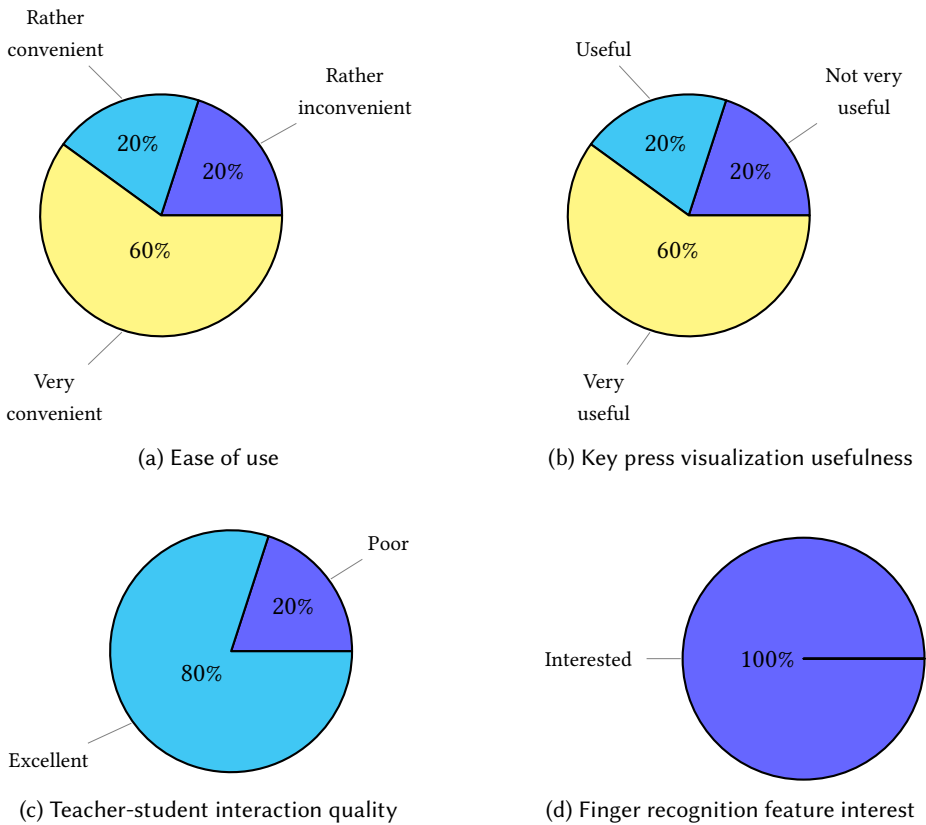 Rather
convenient
Rather
inconvenient
20%
20%
60%
Very
convenient
(a) Ease of use
Useful
Not very
useful
20%
20%
60%
Very
useful
(b) Key press visualization usefulness
Poor
20%
80%
Excellent
(c) Teacher-student interaction quality
Interested
100%
(d) Finger recognition feature interest